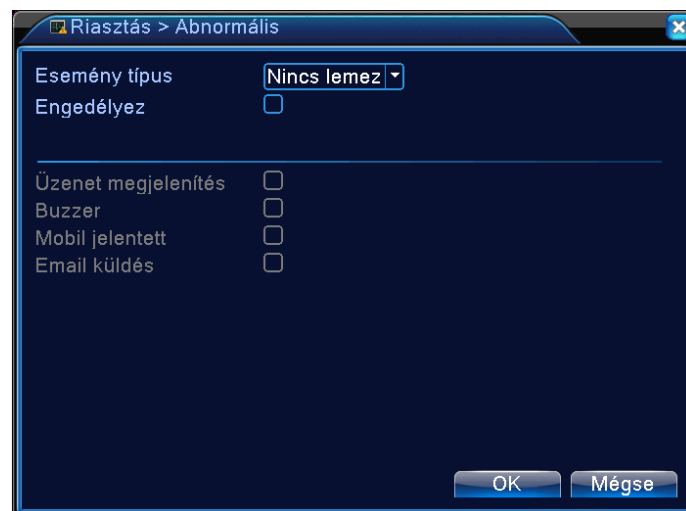 Riasztás > Abnormális
Esemény típus Nincs lemez
Engedélyez
Üzenet megjelenítés
Buzzer
Mobil jelentett
Email küldés
OK Mégse